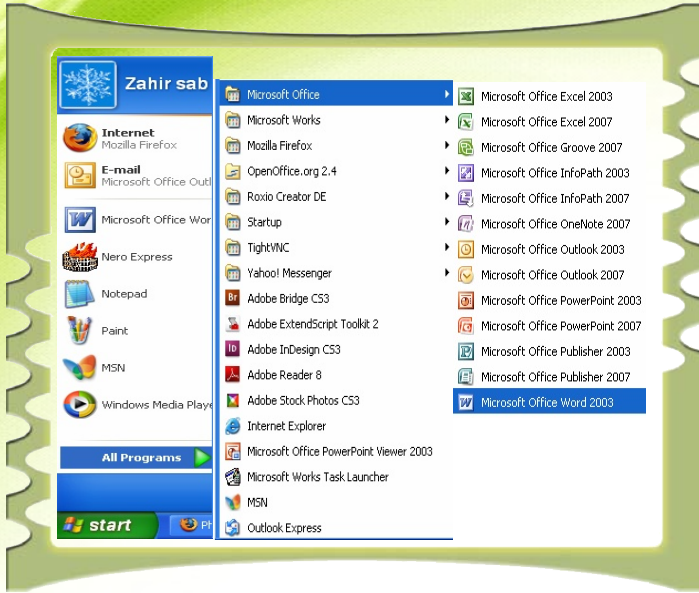 Zahir sab
Internet
Mozilla Firefox
E-mail
Microsoft Office Outl
Microsoft Office Wor
Nero Express
Notepad
Paint
MSN
Windows Media Playe
All Programs
start
Ph
Microsoft Office
Microsoft Works
Mozilla Firefox
OpenOffice.org 2.4
Roxio Creator DE
Startup
TightVNC
Yahoo! Messenger
Br Adobe Bridge CS3
Adobe ExtendScript Toolkit 2
ID Adobe InDesign CS3
Adobe Reader 8
Adobe Stock Photos CS3
Internet Explorer
Microsoft Office PowerPoint Viewer 2003
Microsoft Works Task Launcher
MSN
Outlook Express
Microsoft Office Excel 2003
Microsoft Office Excel 2007
Microsoft Office Groove 2007
Microsoft Office InfoPath 2003
Microsoft Office InfoPath 2007
Microsoft Office OneNote 2007
Microsoft Office Outlook 2003
Microsoft Office Outlook 2007
Microsoft Office PowerPoint 2003
Microsoft Office PowerPoint 2007
Microsoft Office Publisher 2003
Microsoft Office Publisher 2007
Microsoft Office Word 2003